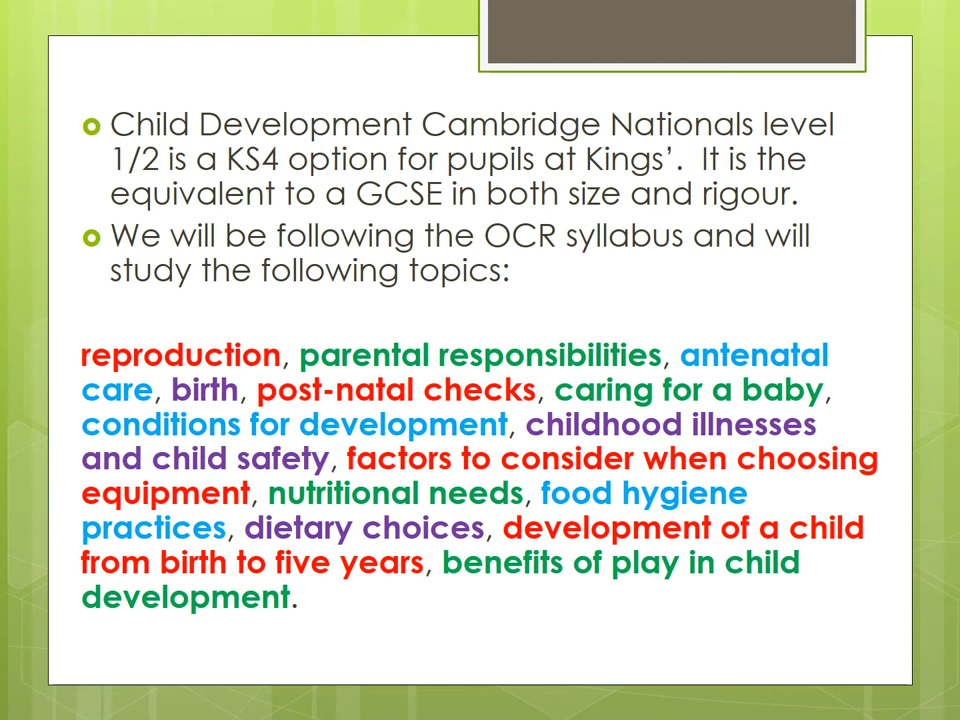 Child Development Cambridge Nationals level
1/2 is a KS4 option for pupils at Kings’.  It is the
equivalent to a GCSE in both size and rigour.
We will be following the OCR syllabus and will
study the following topics:
reproduction, parental responsibilities, antenatal
care, birth, post-natal checks, caring for a baby,
conditions for development, childhood illnesses
and child safety, factors to consider when choosing
equipment, nutritional needs, food hygiene
practices, dietary choices, development of a child
from birth to five years, benefits of play in child
development.